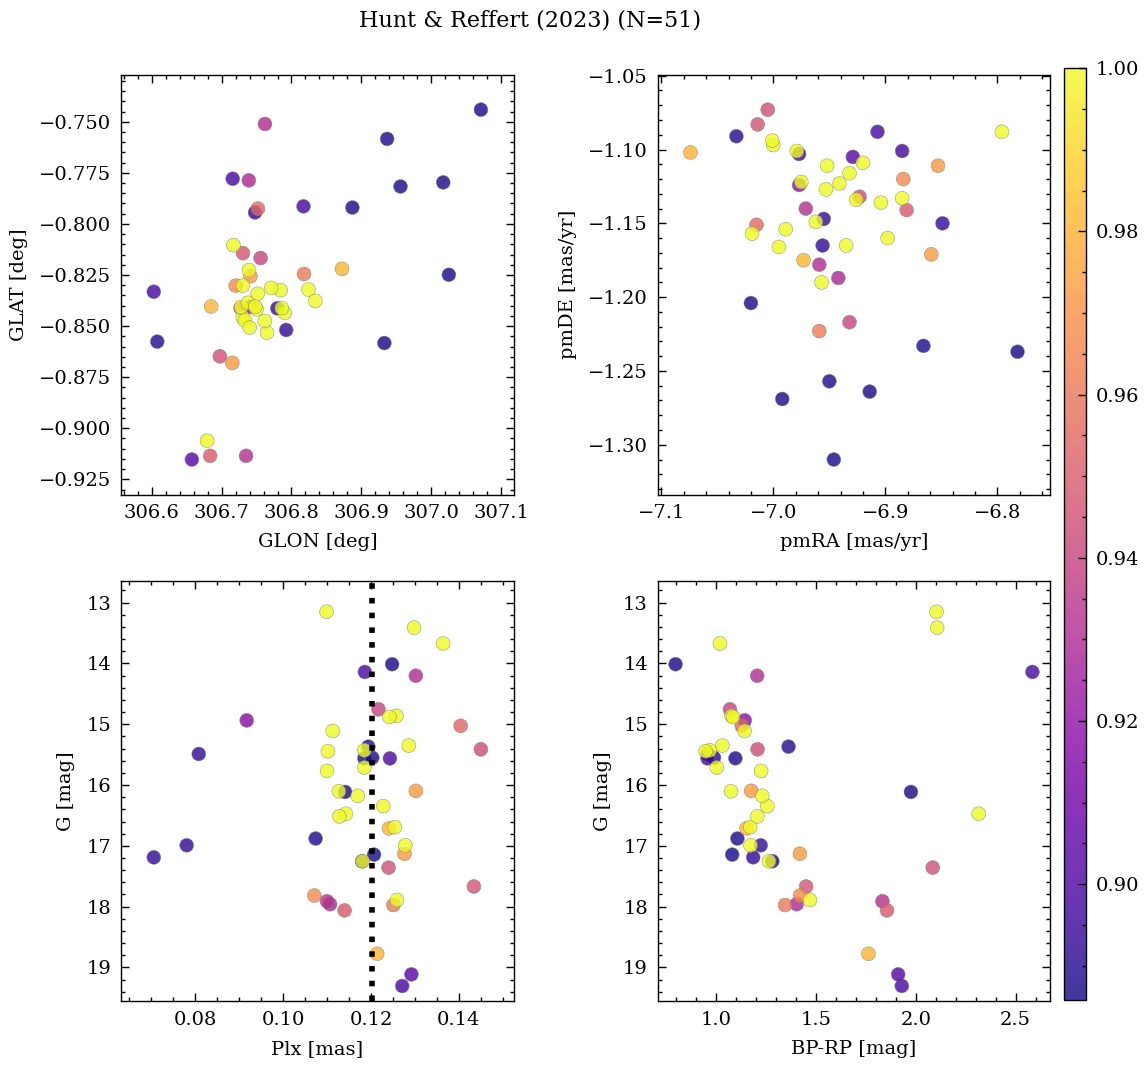 Hunt & Reffert (2023) (N=51)
−0.750
−0.775
−0.800
−0.825
−0.850
−0.875
−0.900
−0.925
GLAT [deg]
306.6 306.7 306.8 306.9 307.0 307.1
GLON [deg]
−1.05
−1.10
−1.15
−1.20
−1.25
−1.30
pmDE [mas/yr]
−7.1 −7.0 −6.9 −6.8
pmRA [mas/yr]
13
14
15
16
17
18
19
G [mag]
0.08 0.10 0.12 0.14
Plx [mas]
13
14
15
16
17
18
19
G [mag]
1.0 1.5 2.0 2.5
BP-RP [mag]
1.00
0.98
0.96
0.94
0.92
0.90